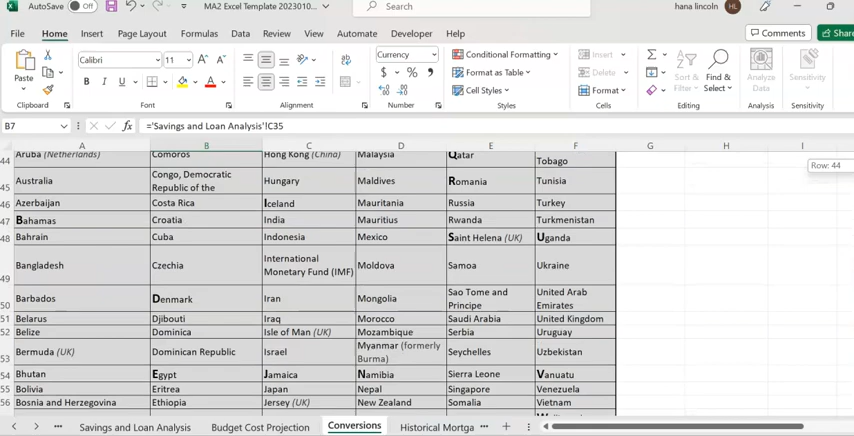 AutoSave Off MA2 Excel Template 2023010... Search hana lincoln HL
File Home Insert Page Layout Formulas Data Review View Automate Developer Help Comments Share
Paste Calibri 11 A^ A˅ ab Currency Conditional Formatting Insert Σ
B I U A $ % 9 Format as Table Delete Sort & Filter Find & Select Analyze Data Sensitivity
Cell Styles Format
Clipboard Font Alignment Number Styles Cells Editing Analysis Sensitivity
B7 fx ='Savings and Loan Analysis'!C35
A B C D E F G H I
44 Aruba (Netherlands) Comoros Hong Kong (China) Malaysia Qatar Tobago
Row: 44
45 Australia Congo, Democratic Republic of the Hungary Maldives Romania Tunisia
46 Azerbaijan Costa Rica Iceland Mauritania Russia Turkey
47 Bahamas Croatia India Mauritius Rwanda Turkmenistan
48 Bahrain Cuba Indonesia Mexico Saint Helena (UK) Uganda
49 Bangladesh Czechia International Monetary Fund (IMF) Moldova Samoa Ukraine
50 Barbados Denmark Iran Mongolia Sao Tome and Principe United Arab Emirates
51 Belarus Djibouti Iraq Morocco Saudi Arabia United Kingdom
52 Belize Dominica Isle of Man (UK) Mozambique Serbia Uruguay
53 Bermuda (UK) Dominican Republic Israel Myanmar (formerly Burma) Seychelles Uzbekistan
54 Bhutan Egypt Jamaica Namibia Sierra Leone Vanuatu
55 Bolivia Eritrea Japan Nepal Singapore Venezuela
56 Bosnia and Herzegovina Ethiopia Jersey (UK) New Zealand Somalia Vietnam
Savings and Loan Analysis Budget Cost Projection Conversions Historical Mortga